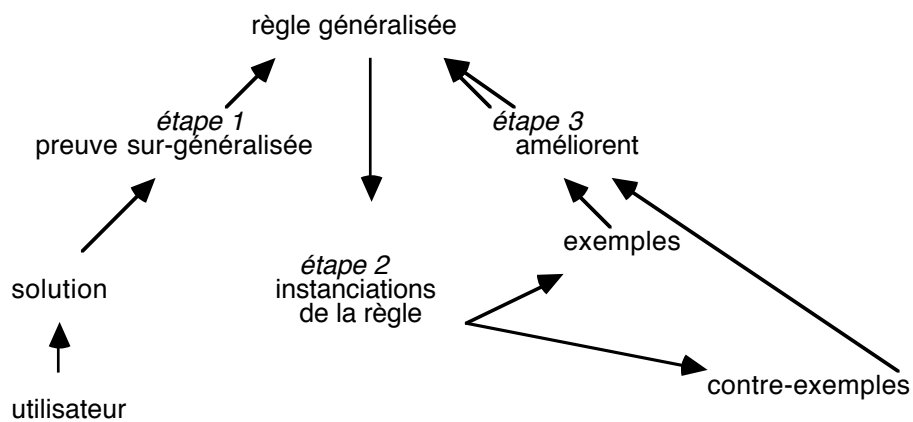 règle généralisée
étape 1
preuve sur-généralisée
étape 3
améliorent
exemples
étape 2
instanciations
de la règle
solution
contre-exemples
utilisateur